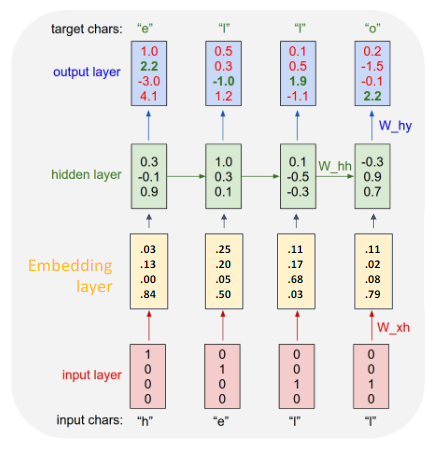 target chars: “e” “l” “l” “o”
output layer
1.0 0.5 0.1 0.2
2.2 0.3 0.5 -1.5
-3.0 -1.0 1.9 -0.1
4.1 1.2 -1.1 2.2
W_hy
hidden layer
0.3 1.0 0.1 -0.3
-0.1 0.3 -0.5 0.9
0.9 0.1 -0.3 0.7
W_hh
Embedding
layer
.03 .25 .11 .11
.13 .20 .17 .02
.00 .05 .68 .08
.84 .50 .03 .79
W_xh
input layer
1 0 0 0
0 1 0 0
0 0 1 1
0 0 0 0
input chars: “h” “e” “l” “l”